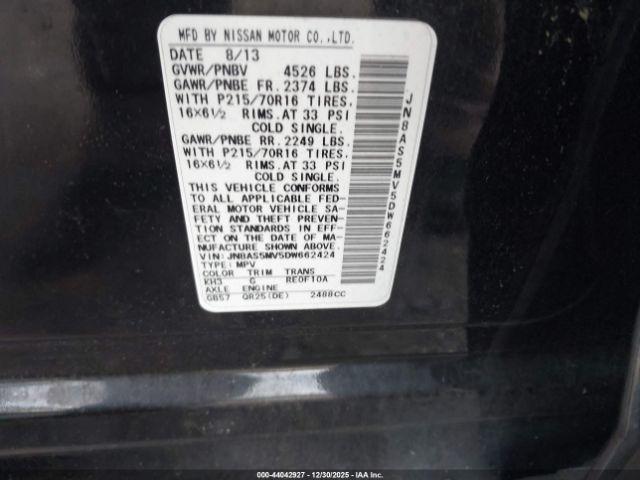 MFD BY NISSAN MOTOR CO.,LTD.
DATE 8/13
GVWR/PNBV 4526 LBS.
GAWR/PNBE FR. 2374 LBS.
WITH P215/70R16 TIRES,
16×6½ RIMS. AT 33 PSI
COLD SINGLE.
GAWR/PNBE RR. 2249 LBS.
WITH P215/70R16 TIRES,
16×6½ RIMS. AT 33 PSI
COLD SINGLE.
THIS VEHICLE CONFORMS
TO ALL APPLICABLE FED-
ERAL MOTOR VEHICLE SA-
FETY AND THEFT PREVEN-
TION STANDARDS IN EFF-
ECT ON THE DATE OF MA-
NUFACTURE SHOWN ABOVE.
VIN: JN8AS5MV5DW662424
TYPE: MPV
COLOR TRIM TRANS
KH3 G RE0F10A
AXLE ENGINE
GB57 QR25(DE) 2488CC
JN8AS5MV5DW662424
000-44042927 - 12/30/2025 - IAA Inc.